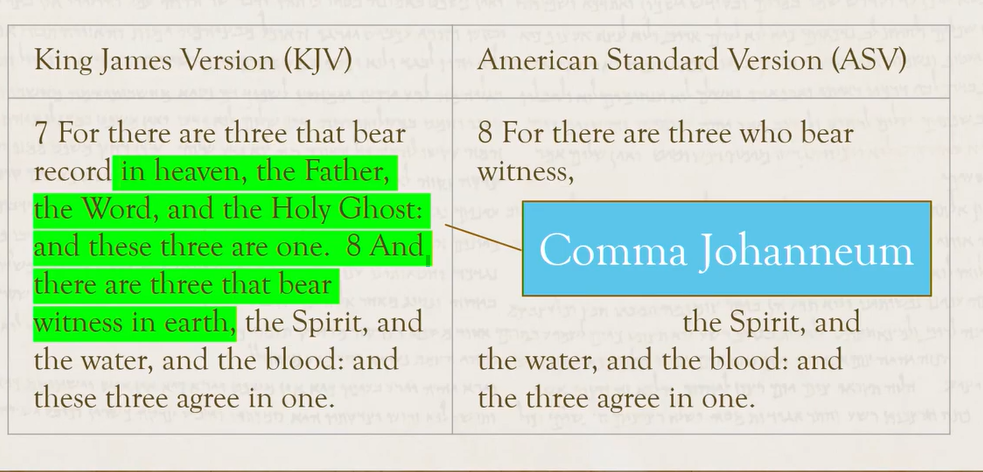 King James Version (KJV)
American Standard Version (ASV)
7 For there are three that bear
record in heaven, the Father,
the Word, and the Holy Ghost:
and these three are one.  8 And
there are three that bear
witness in earth, the Spirit, and
the water, and the blood: and
these three agree in one.
8 For there are three who bear
witness,
Comma Johanneum
the Spirit, and
the water, and the blood: and
the three agree in one.